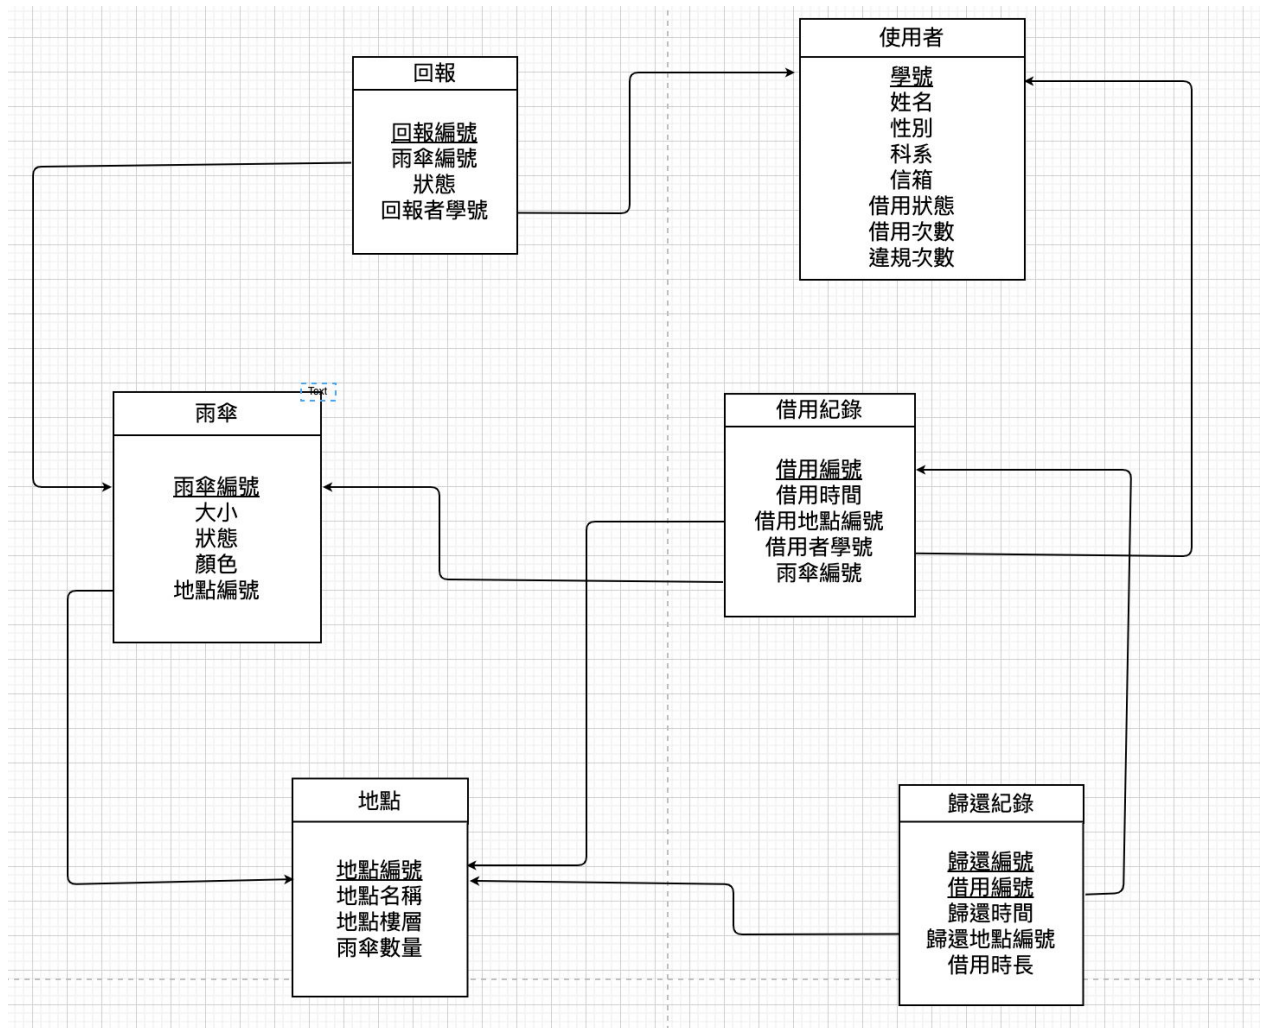 回報
回報編號
雨傘編號
狀態
回報者學號
使用者
學號
姓名
性別
科系
信箱
借用狀態
借用次數
違規次數
Text
雨傘
雨傘編號
大小
狀態
顏色
地點編號
借用紀錄
借用編號
借用時間
借用地點編號
借用者學號
雨傘編號
地點
地點編號
地點名稱
地點樓層
雨傘數量
歸還紀錄
歸還編號
借用編號
歸還時間
歸還地點編號
借用時長